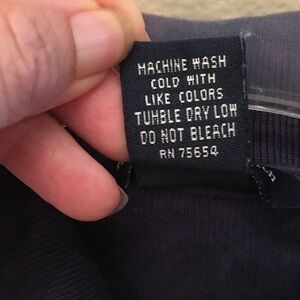 MACHINE WASH
COLD WITH
LIKE COLORS
TUMBLE DRY LOW
DO NOT BLEACH
RN 75654